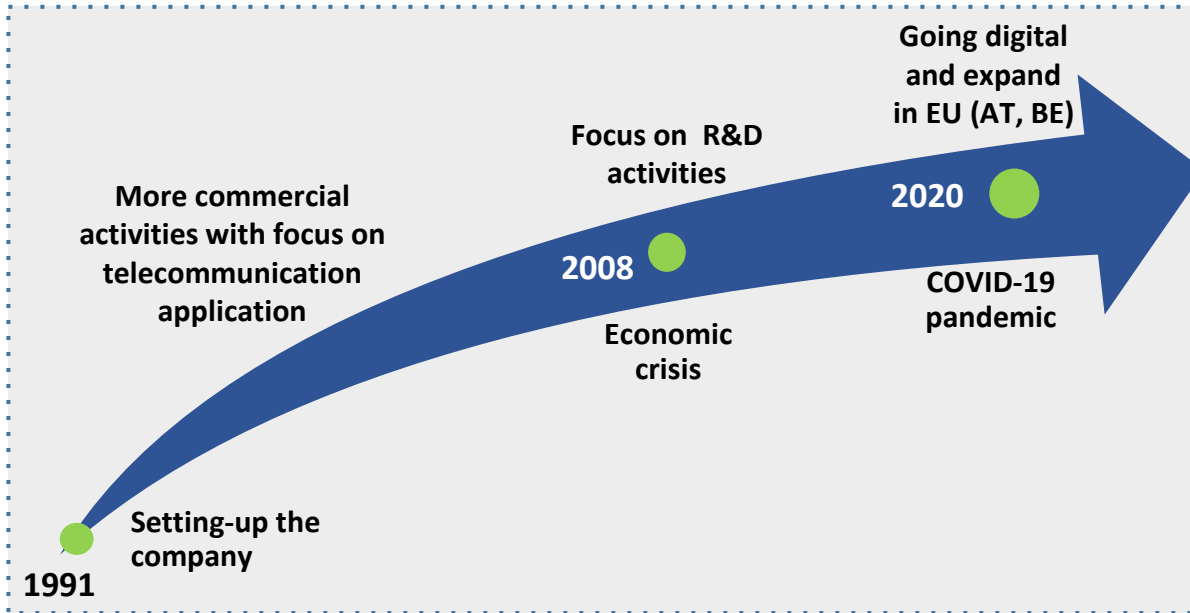 Going digital
and expand
in EU (AT, BE)
Focus on R&D
activities
More commercial
activities with focus on
telecommunication
application
2020
2008
COVID-19
pandemic
Economic
crisis
Setting-up the
company
1991